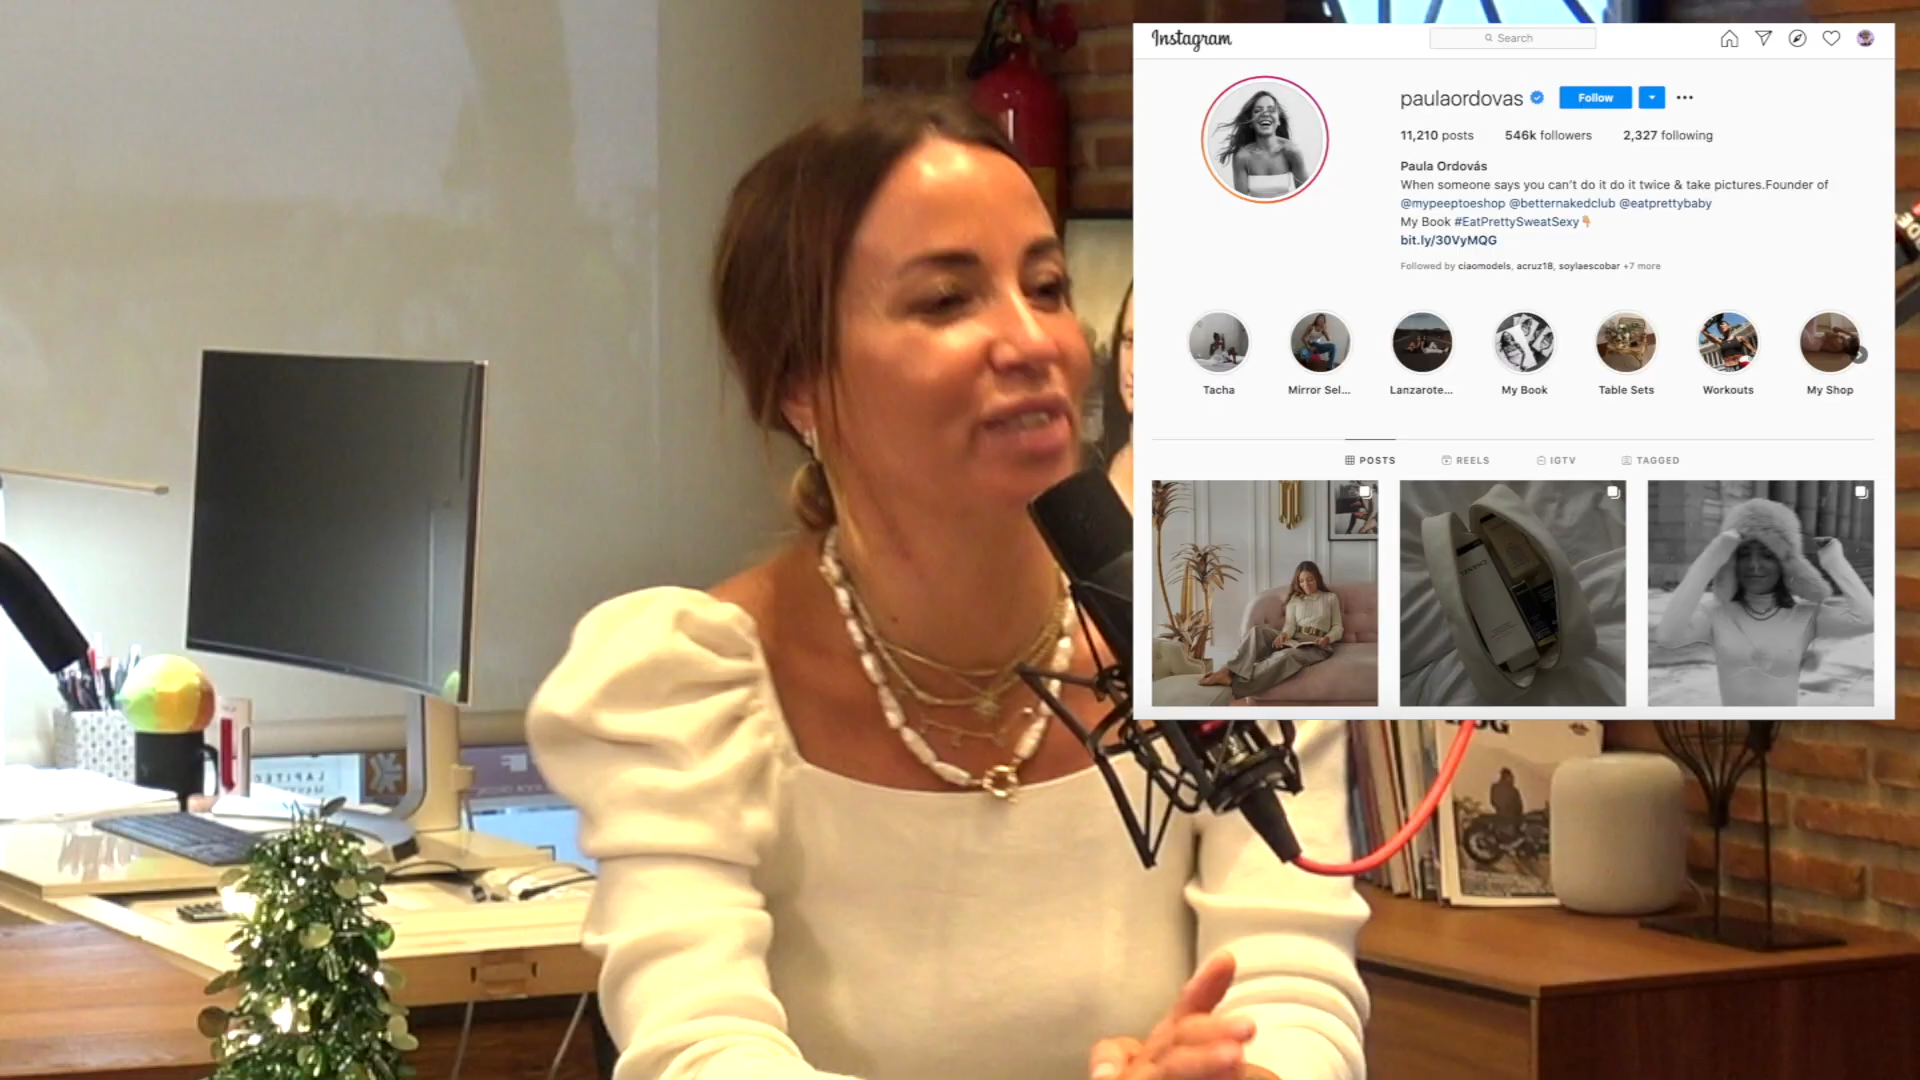 Instagram
Search
paulaordovas
Follow
11,210 posts 546k followers 2,327 following
Paula Ordovás
When someone says you can't do it do it twice & take pictures.Founder of
@mypeeptoeshop @betternakedclub @eatprettybaby
My Book #EatPrettySweatSexy👇
bit.ly/30VyMQG
Followed by ciaomodels, acruz18, soylaescobar +7 more
Tacha Mirror Sel... Lanzarote... My Book Table Sets Workouts My Shop
POSTS REELS IGTV TAGGED
LAPITEC